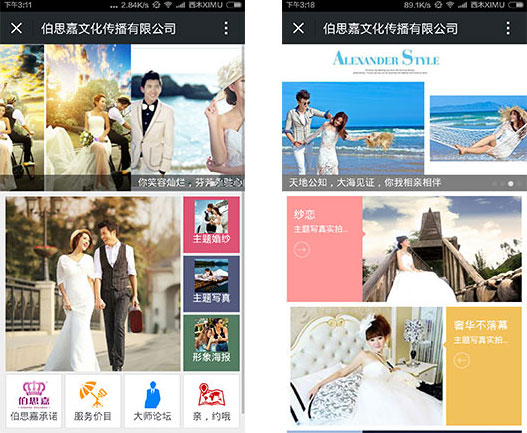 下午3:11
2.84K/s
西木XIMU
伯思嘉文化传播有限公司
你笑容灿烂，芬芳
主题婚纱
主题写真
形象海报
伯思嘉
伯思嘉承诺
服务价目
大师论坛
亲，约哦
下午3:18
89.1K/s
西木XIMU
伯思嘉文化传播有限公司
ALEXANDER STYLE
天地公知，大海见证，你我相亲相伴
纱恋
主题写真实拍...
奢华不落幕
主题写真实拍...